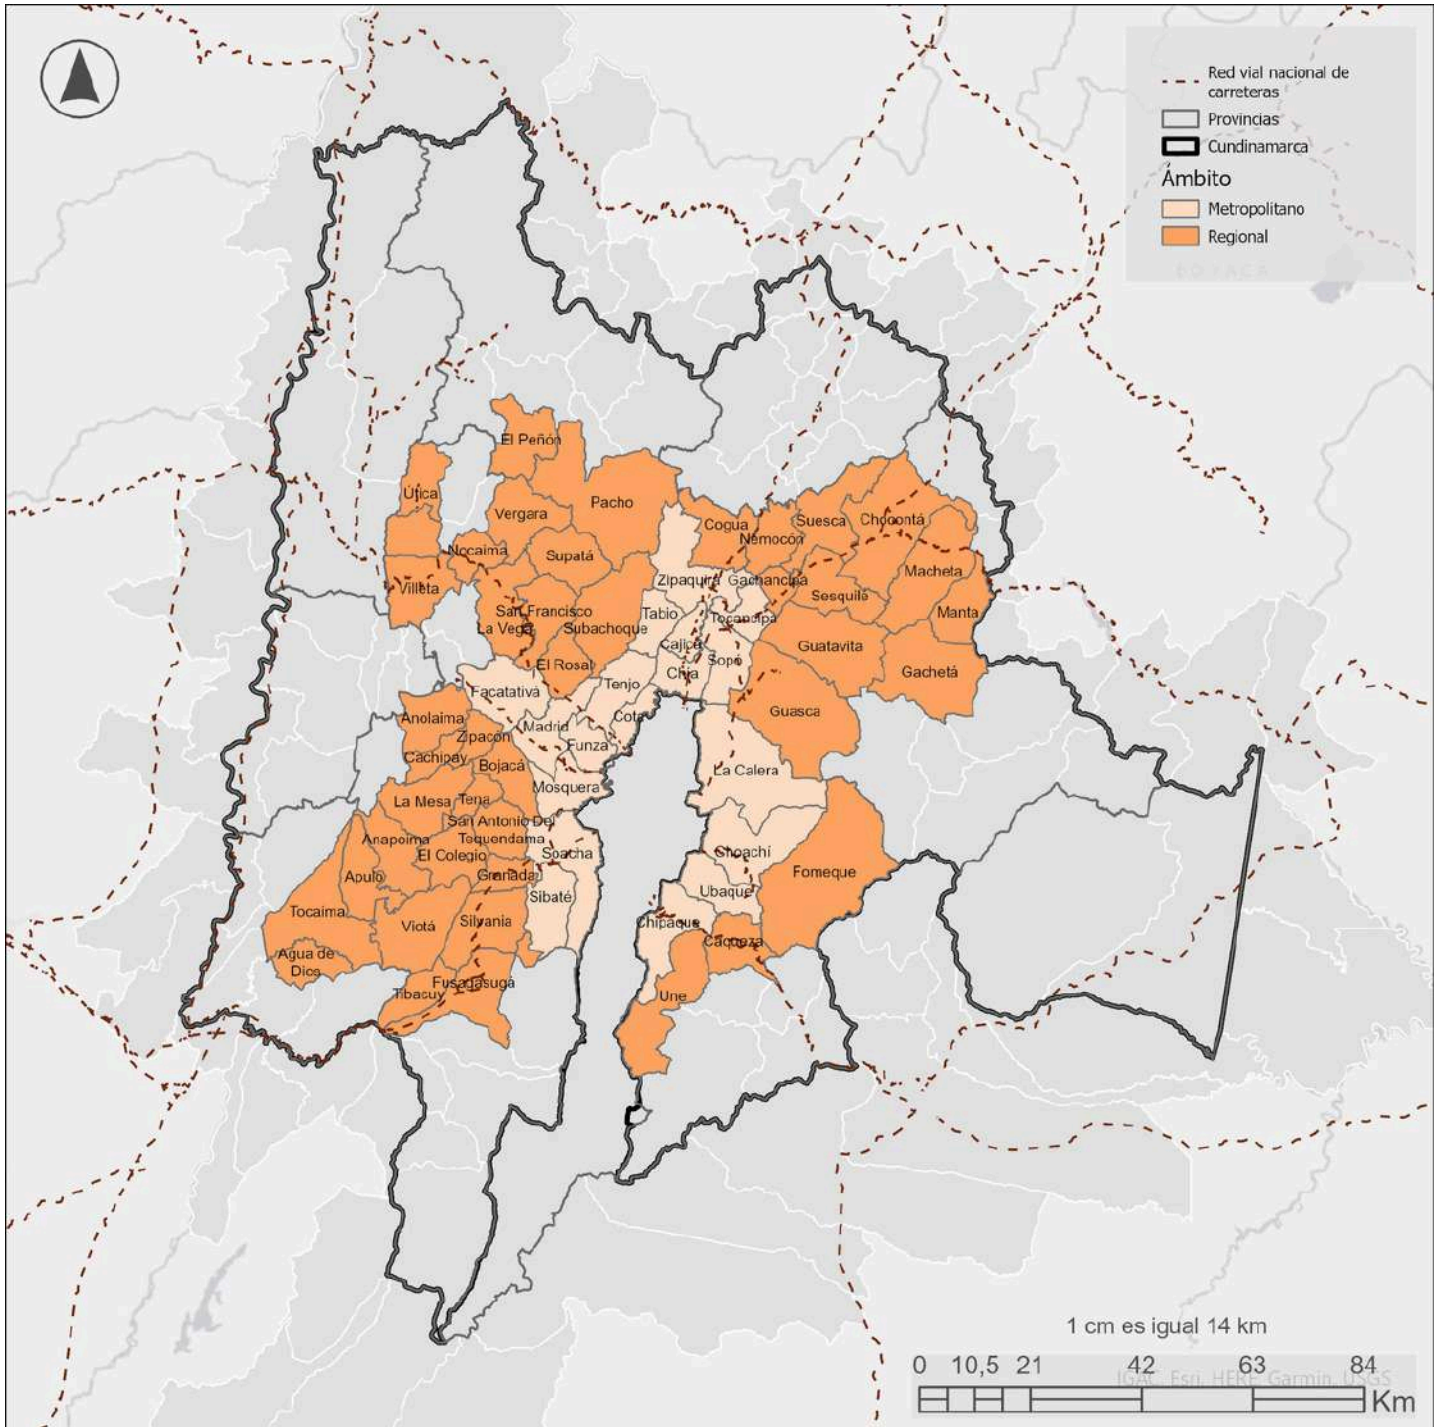 Red vial nacional de
carreteras
Provincias
Cundinamarca
Ámbito
Metropolitano
Regional
BOYACÁ
El Peñón
Útica
Pacho
Vergara
Cogua
Suesca
Chocontá
Nemocón
Nocaima
Supatá
Macheta
Villeta
Zipaquirá
Gachancipá
Sesquilé
San Francisco
Tabio
Tocancipá
Manta
La Vega
Subachoque
Cajicá
Guatavita
Sopó
El Rosal
Chía
Gachetá
Facatativá
Tenjo
Anolaima
Cota
Guasca
Madrid
Zipacón
Funza
Cachipay
Bojacá
La Calera
Mosquera
La Mesa
Tena
San Antonio Del
Tequendama
Anapoima
El Colegio
Soacha
Choachí
Apulo
Granada
Fomeque
Sibaté
Ubaque
Tocaima
Viotá
Silvania
Chipaque
Caqueza
Agua de
Dios
Fusagasugá
Tibacuy
Une
1 cm es igual 14 km
0 10,5 21 42 63 84
Km
IGAC, Esri, HERE, Garmin, USGS